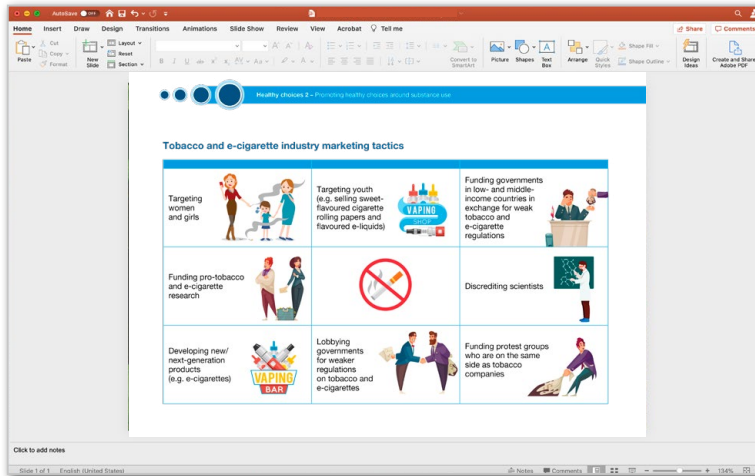 AutoSave OFF
Home Insert Draw Design Transitions Animations Slide Show Review View Acrobat Tell me Share Comments
Paste
Cut
Copy
Format
New
Slide
Layout
Reset
Section
Convert to
SmartArt
Picture
Shapes
Text
Box
Arrange
Quick
Styles
Shape Fill
Shape Outline
Design
Ideas
Create and Share
Adobe PDF
Healthy choices 2 – Promoting healthy choices around substance use
Tobacco and e-cigarette industry marketing tactics
Targeting
women
and girls
Targeting youth
(e.g. selling sweet-
flavoured cigarette
rolling papers and
flavoured e-liquids)
VAPING
SHOP
Funding governments
in low- and middle-
income countries in
exchange for weak
tobacco and
e-cigarette
regulations
Funding pro-tobacco
and e-cigarette
research
Discrediting scientists
Developing new/
next-generation
products
(e.g. e-cigarettes)
VAPING
BAR
Lobbying
governments
for weaker
regulations
on tobacco and
e-cigarettes
Funding protest groups
who are on the same
side as tobacco
companies
Click to add notes
Slide 1 of 1 English (United States) Notes Comments 134%